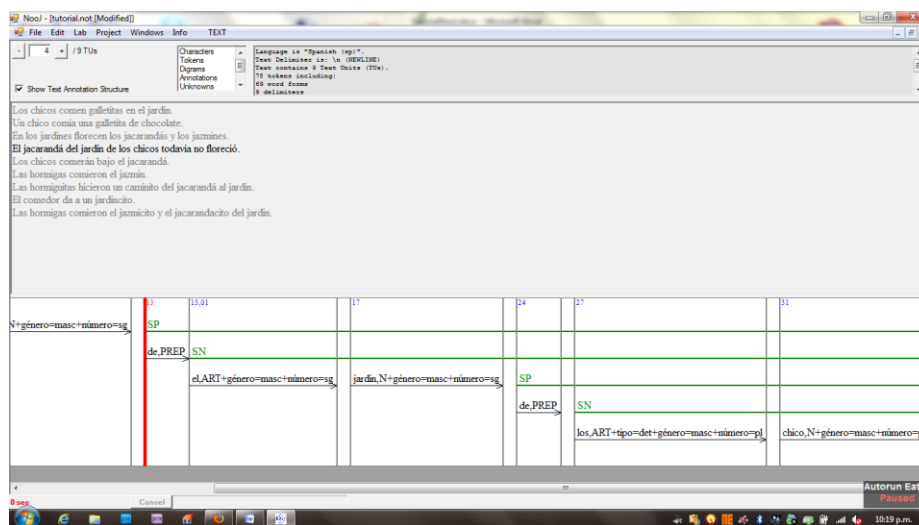 NooJ - [tutorial.not [Modified]]
File Edit Lab Project Windows Info TEXT
- 4 + / 9 TUs
Show Text Annotation Structure
Characters
Tokens
Digrams
Annotations
Unknowns
Language is "Spanish (sp)".
Text Delimiter is: \n (NEWLINE)
Text contains 9 Text Units (TUs).
78 tokens including:
69 word forms
9 delimiters
Los chicos comen galletitas en el jardín.
Un chico comía una galletita de chocolate.
En los jardines florecen los jacarandás y los jazmines.
El jacarandá del jardín de los chicos todavía no floreció.
Los chicos comerán bajo el jacarandá.
Las hormigas comieron el jazmín.
Las hormiguitas hicieron un caminito del jacarandá al jardín.
El comedor da a un jardincito.
Las hormigas comieron el jazmicito y el jacarandacito del jardín.
13 13,01 17 24 27 31
N+género=masc+número=sg SP
de,PREP SN
el,ART+género=masc+número=sg jardín,N+género=masc+número=sg SP
de,PREP SN
los,ART+tipo=det+género=masc+número=pl chico,N+género=masc+número=
0 sec Cancel
Autorun Eat
Paused
10:19 p.m.